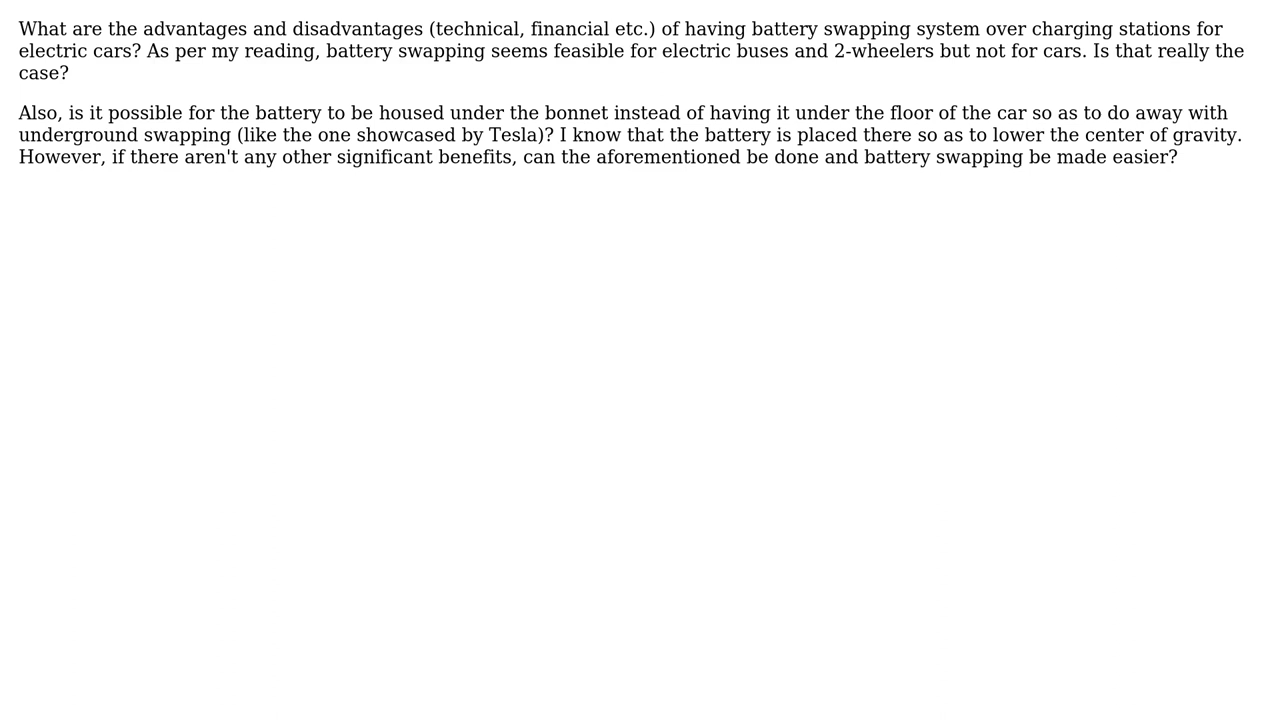 What are the advantages and disadvantages (technical, financial etc.) of having battery swapping system over charging stations for
electric cars? As per my reading, battery swapping seems feasible for electric buses and 2-wheelers but not for cars. Is that really the
case?
Also, is it possible for the battery to be housed under the bonnet instead of having it under the floor of the car so as to do away with
underground swapping (like the one showcased by Tesla)? I know that the battery is placed there so as to lower the center of gravity.
However, if there aren't any other significant benefits, can the aforementioned be done and battery swapping be made easier?